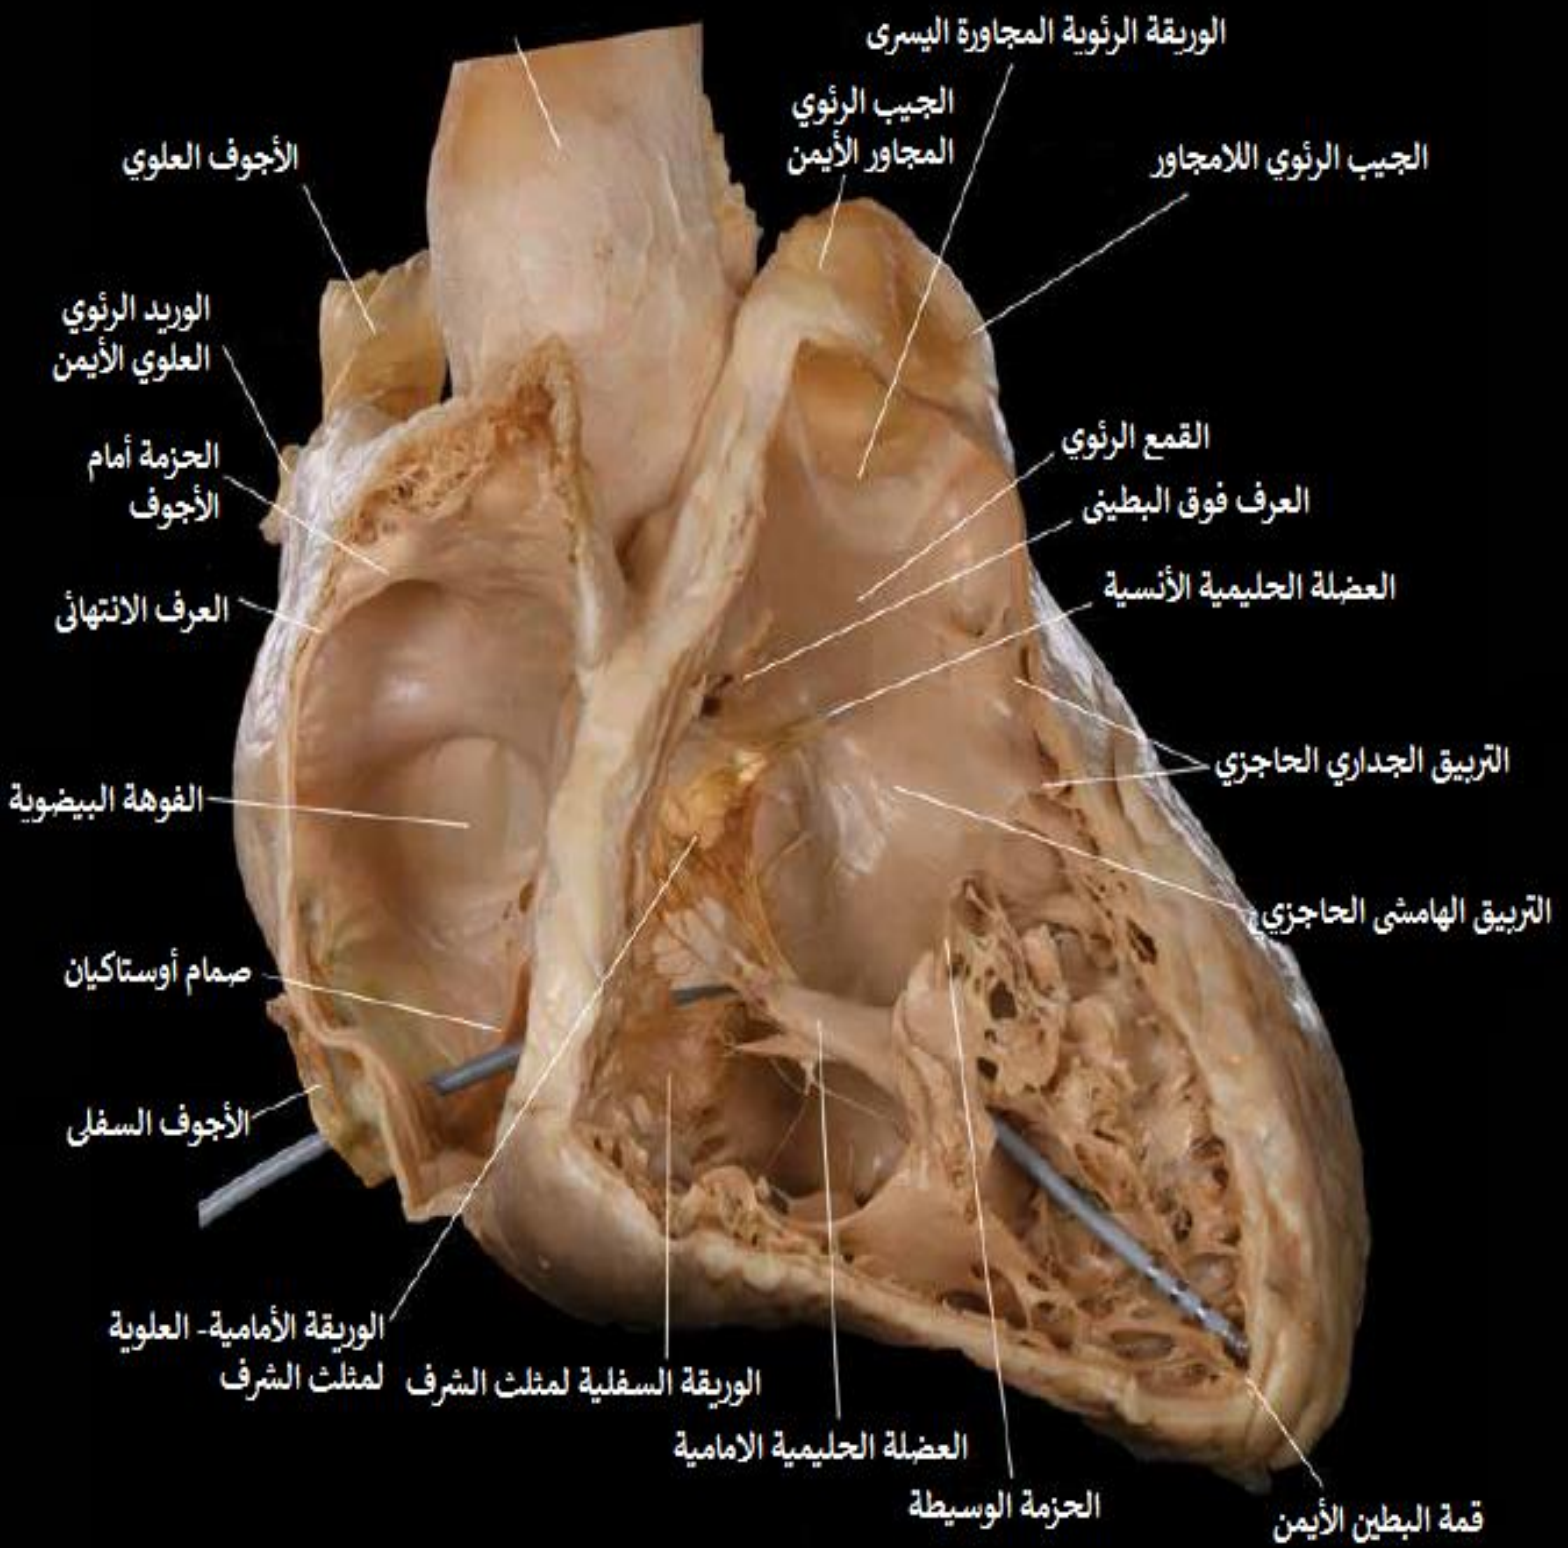 الوريقة الرئوية المجاورة اليسرى
الجيب الرئوي
المجاور الأيمن
الجيب الرئوي اللامجاور
الأجوف العلوي
الوريد الرئوي
العلوي الأيمن
القمع الرئوي
الحزمة أمام
الأجوف
العرف فوق البطيني
العضلة الحليمية الأنسية
العرف الانتهائي
التربيق الجداري الحاجزي
الفوهة البيضوية
التربيق الهامشي الحاجزي
صمام أوستاكيان
الأجوف السفلي
الوريقة الأمامية- العلوية
لمثلث الشرف
الوريقة السفلية لمثلث الشرف
العضلة الحليمية الامامية
الحزمة الوسيطة
قمة البطين الأيمن